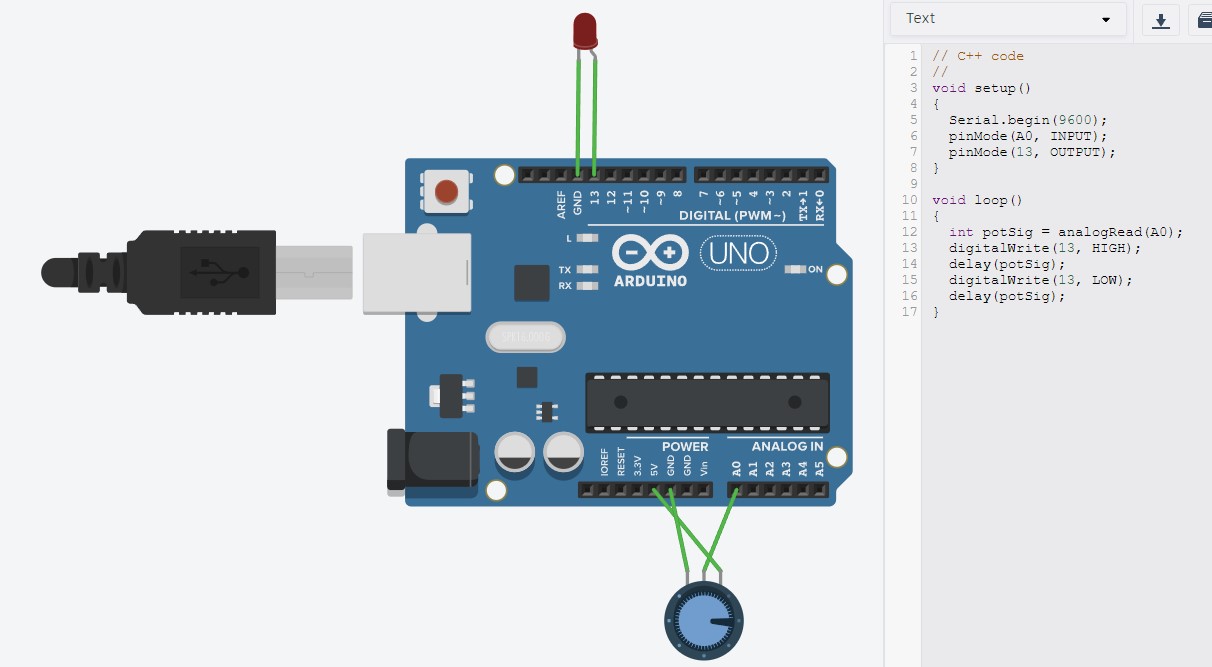 Text
1 // C++ code
2 //
3 void setup()
4 {
5   Serial.begin(9600);
6   pinMode(A0, INPUT);
7   pinMode(13, OUTPUT);
8 }
9
10 void loop()
11 {
12   int potSig = analogRead(A0);
13   digitalWrite(13, HIGH);
14   delay(potSig);
15   digitalWrite(13, LOW);
16   delay(potSig);
17 }
AREF GND 13 12 ~11 ~10 ~9 8 7 ~6 ~5 4 ~3 2 TX→1 RX←0
DIGITAL (PWM~)
L
TX
RX
UNO
ON
ARDUINO
POWER
ANALOG IN
IOREF RESET 3.3V 5V GND GND Vin A0 A1 A2 A3 A4 A5